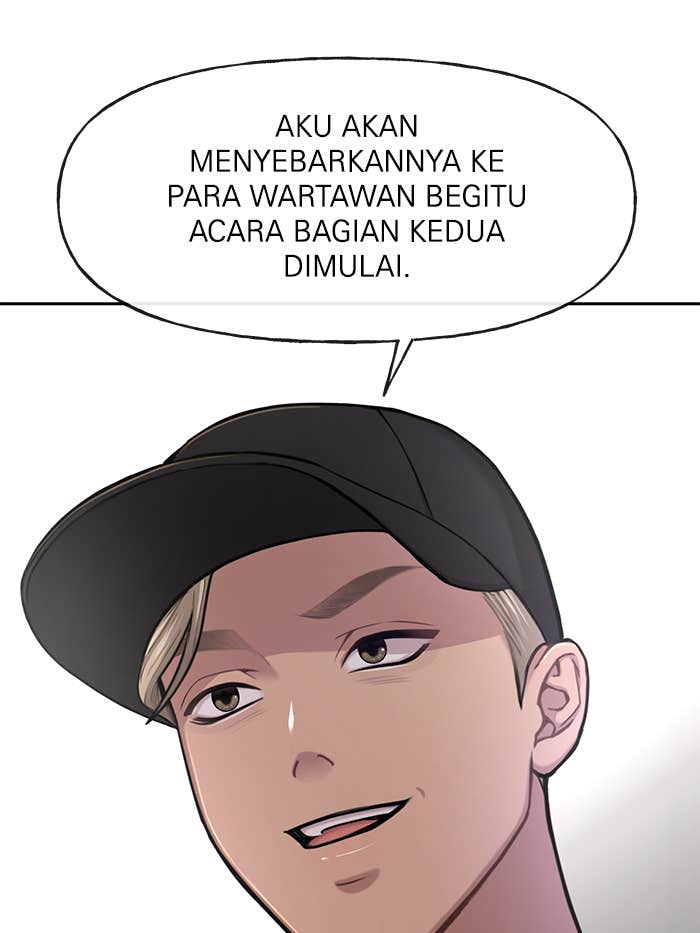 AKU AKAN
MENYEBARKANNYA KE
PARA WARTAWAN BEGITU
ACARA BAGIAN KEDUA
DIMULAI.